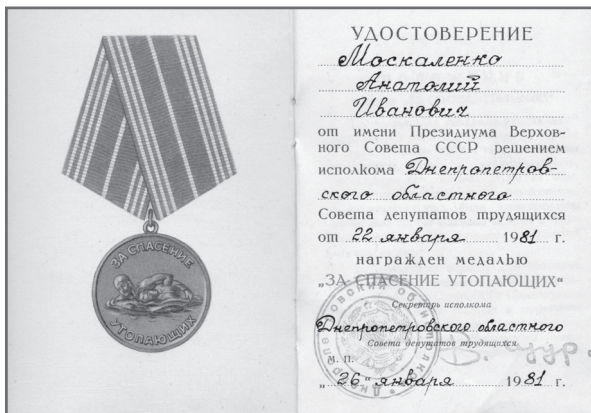 ЗА СПАСЕНИЕ
УТОПАЮЩИХ
УДОСТОВЕРЕНИЕ
Москаленко
Анатолий
Иванович
от имени Президиума Верхов-
ного Совета СССР решением
исполкома Днепропетров-
ского областного
Совета депутатов трудящихся
от 22 января 1981 г.
награжден медалью
„ЗА СПАСЕНИЕ УТОПАЮЩИХ“
Секретарь исполкома
Днепропетровского областного
Совета депутатов трудящихся
М. П.
„26“ января 1981 г.